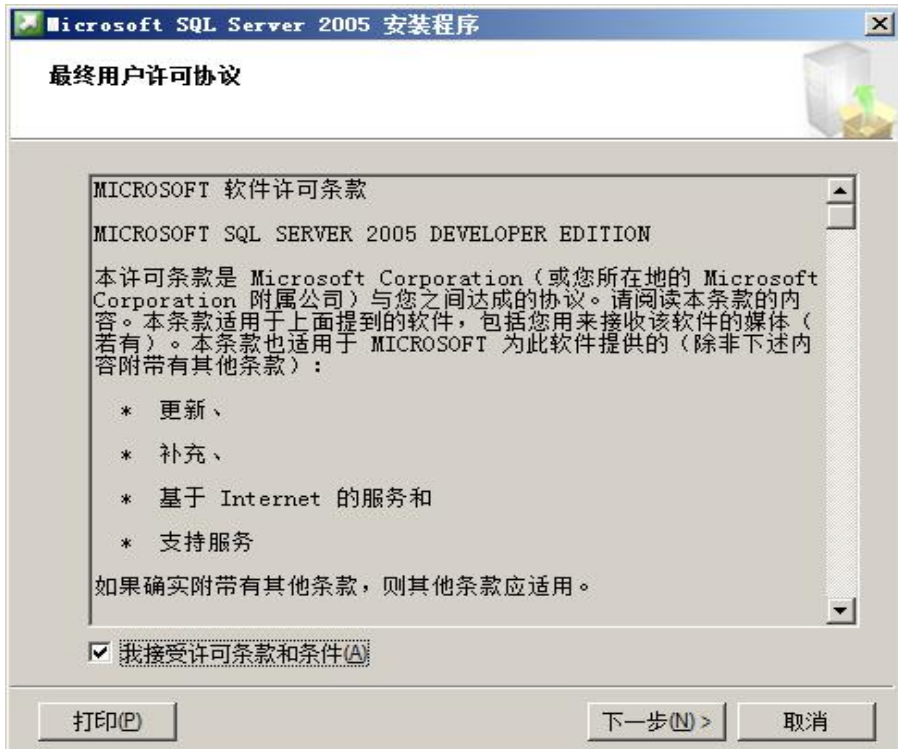 Microsoft SQL Server 2005 安装程序
最终用户许可协议
MICROSOFT 软件许可条款
MICROSOFT SQL SERVER 2005 DEVELOPER EDITION
本许可条款是 Microsoft Corporation（或您所在地的 Microsoft
Corporation 附属公司）与您之间达成的协议。请阅读本条款的内
容。本条款适用于上面提到的软件，包括您用来接收该软件的媒体（
若有）。本条款也适用于 MICROSOFT 为此软件提供的（除非下述内
容附带有其他条款）：
* 更新、
* 补充、
* 基于 Internet 的服务和
* 支持服务
如果确实附带有其他条款，则其他条款应适用。
我接受许可条款和条件(A)
打印(P)
下一步(N) >
取消